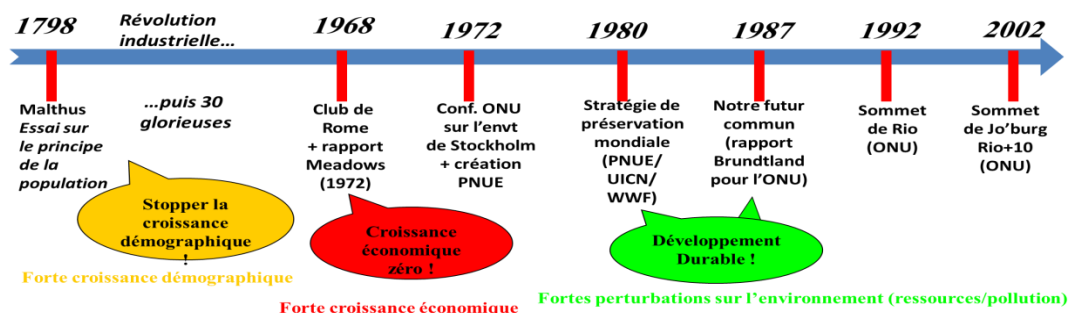 1798
Révolution
industrielle…
1968
1972
1980
1987
1992
2002
Malthus
Essai sur
le principe
de la
population
…puis 30
glorieuses
Club de
Rome
+ rapport
Meadows
(1972)
Conf. ONU
sur l’envt
de Stockholm
+ création
PNUE
Stratégie de
préservation
mondiale
(PNUE/
UICN/
WWF)
Notre futur
commun
(rapport
Brundtland
pour l’ONU)
Sommet
de Rio
(ONU)
Sommet
de Jo’burg
Rio+10
(ONU)
Stopper la
croissance
démographique
!
Croissance
économique
zéro !
Développement
Durable !
Forte croissance démographique
Forte croissance économique
Fortes perturbations sur l’environnement (ressources/pollution)